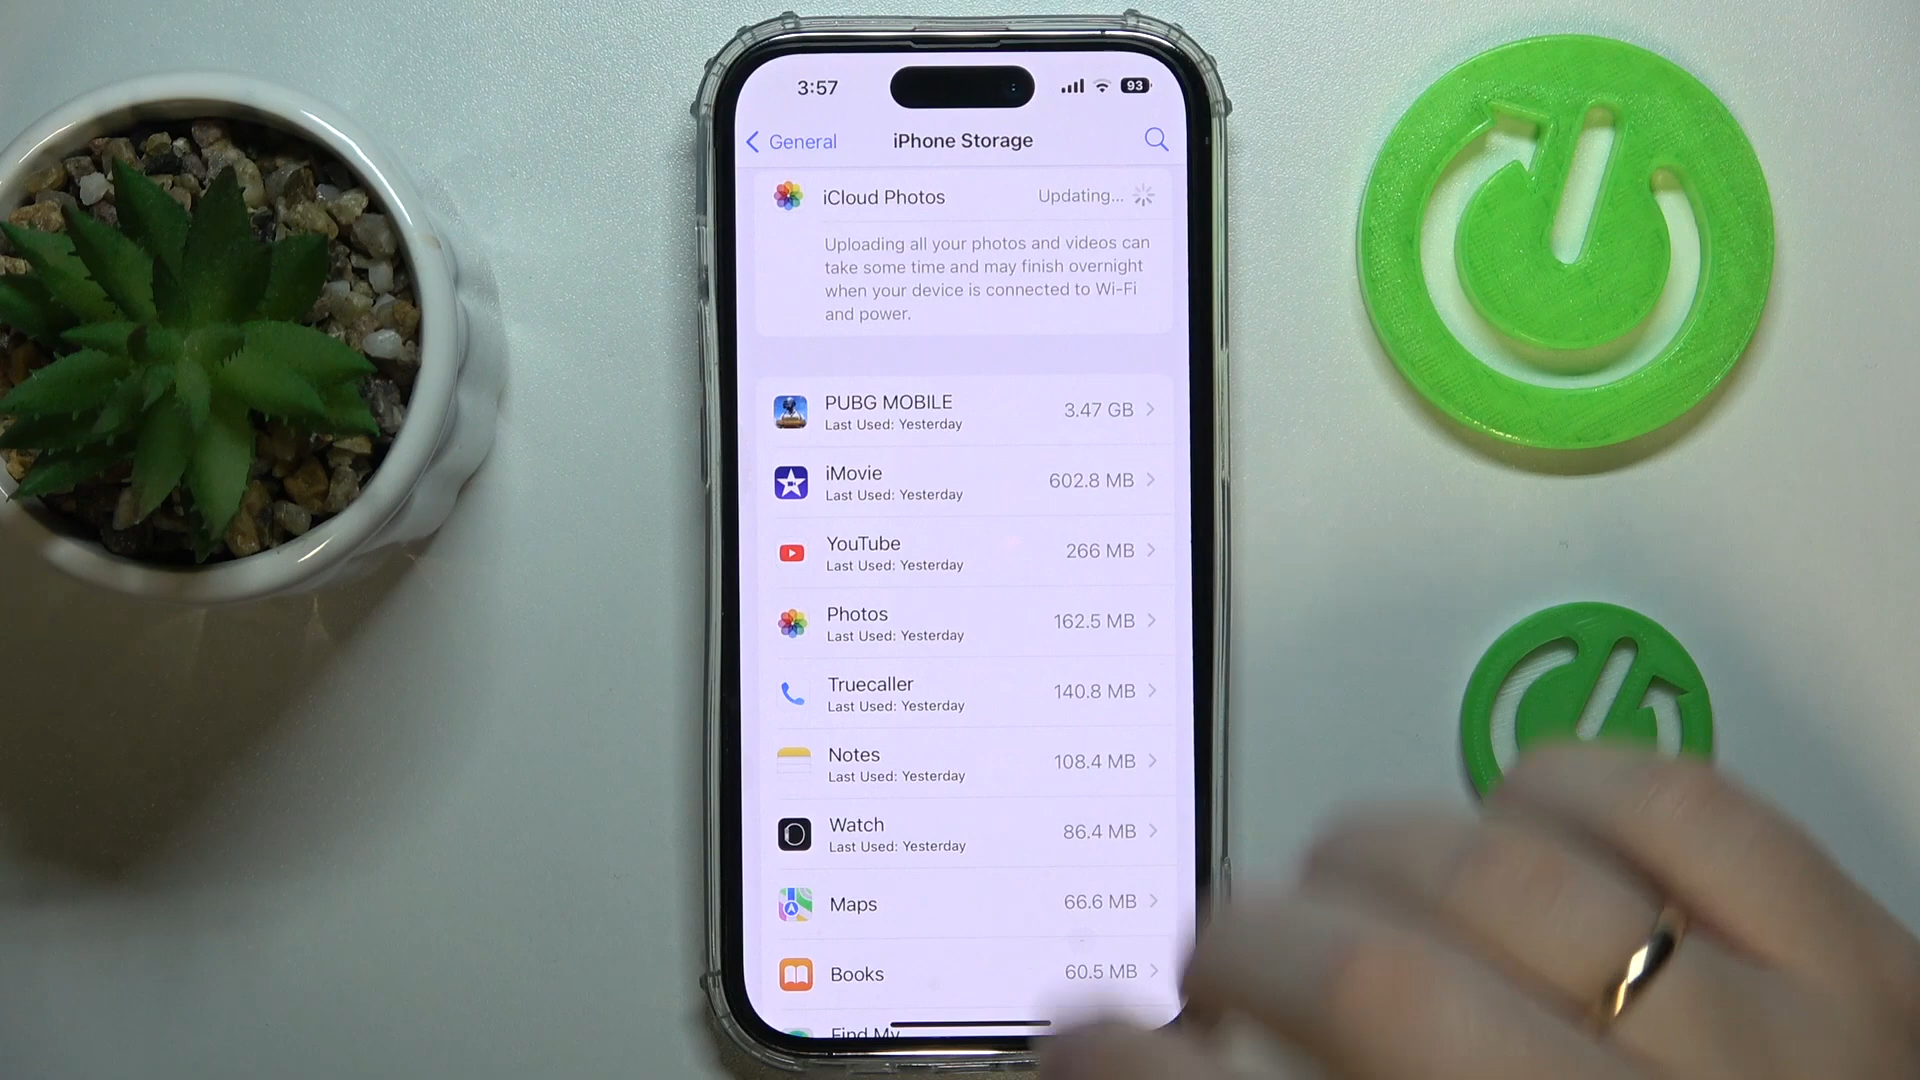 3:57
93
General
iPhone Storage
iCloud Photos
Updating...
Uploading all your photos and videos can
take some time and may finish overnight
when your device is connected to Wi-Fi
and power.
PUBG MOBILE
Last Used: Yesterday
3.47 GB
iMovie
Last Used: Yesterday
602.8 MB
YouTube
Last Used: Yesterday
266 MB
Photos
Last Used: Yesterday
162.5 MB
Truecaller
Last Used: Yesterday
140.8 MB
Notes
Last Used: Yesterday
108.4 MB
Watch
Last Used: Yesterday
86.4 MB
Maps
66.6 MB
Books
60.5 MB
Find My